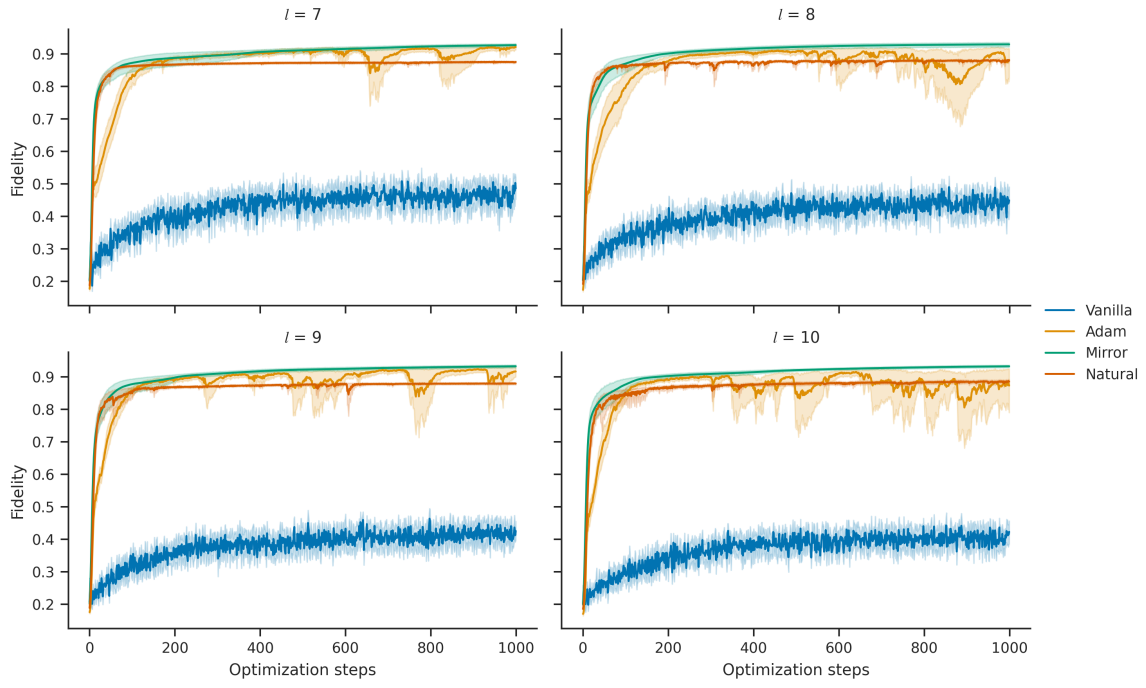 l = 7
l = 8
0.9
0.8
0.7
0.6
0.5
0.4
0.3
0.2
Fidelity
l = 9
l = 10
0.9
0.8
0.7
0.6
0.5
0.4
0.3
0.2
Fidelity
0 200 400 600 800 1000
0 200 400 600 800 1000
Optimization steps
Optimization steps
Vanilla
Adam
Mirror
Natural